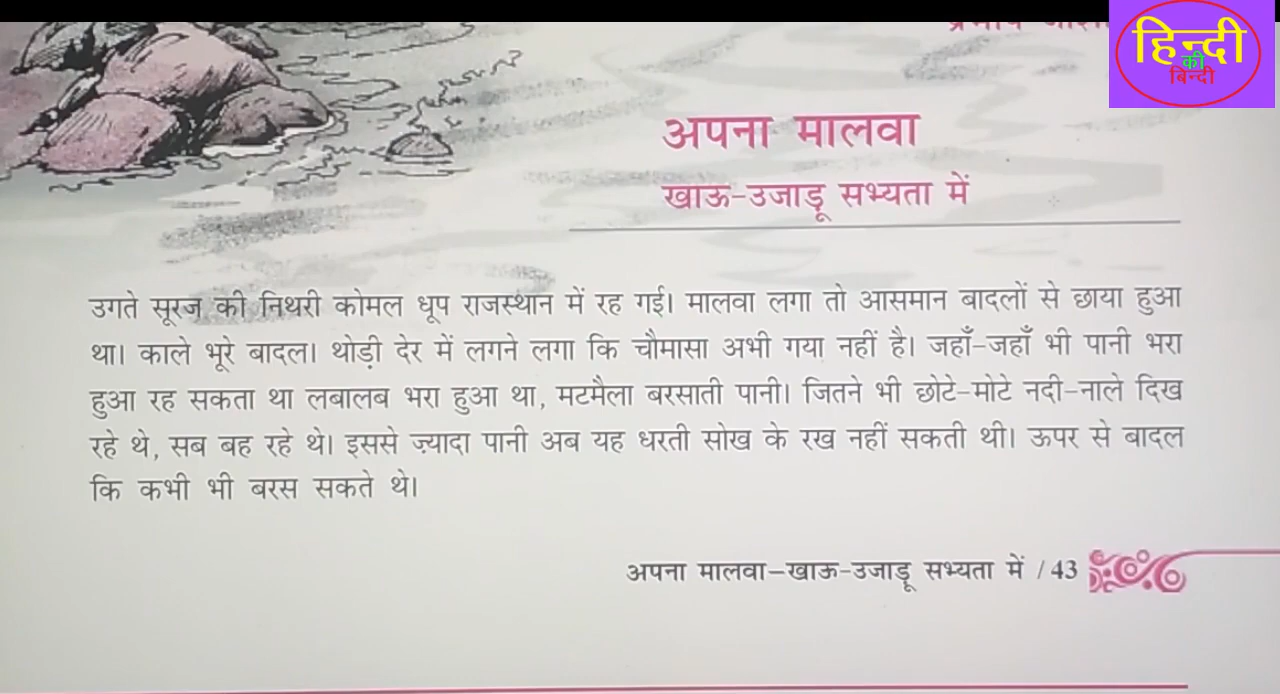 हिन्दी
की
बिन्दी
अपना मालवा
खाऊ-उजाड़ू सभ्यता में
उगते सूरज की निथरी कोमल धूप राजस्थान में रह गई। मालवा लगा तो आसमान बादलों से छाया हुआ
था। काले भूरे बादल। थोड़ी देर में लगने लगा कि चौमासा अभी गया नहीं है। जहाँ-जहाँ भी पानी भरा
हुआ रह सकता था लबालब भरा हुआ था, मटमैला बरसाती पानी। जितने भी छोटे-मोटे नदी-नाले दिख
रहे थे, सब बह रहे थे। इससे ज़्यादा पानी अब यह धरती सोख के रख नहीं सकती थी। ऊपर से बादल
कि कभी भी बरस सकते थे।
अपना मालवा–खाऊ-उजाड़ू सभ्यता में / 43